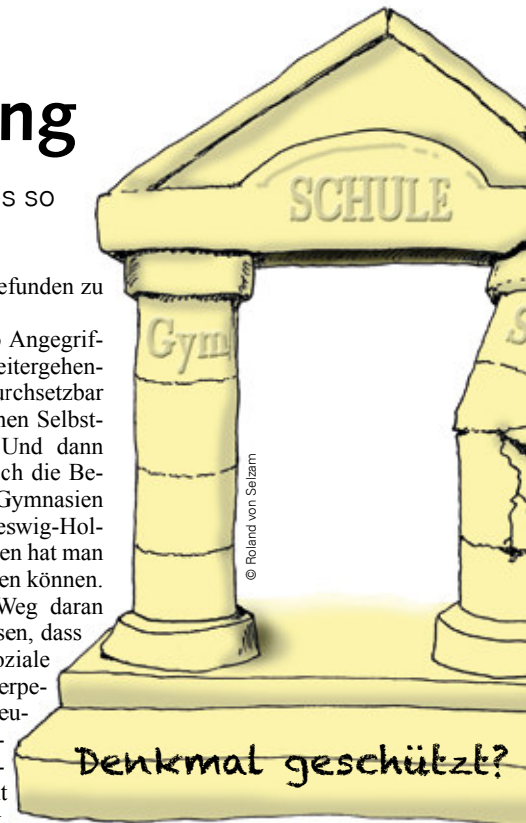 ng
s so
efunden zu
Angegrif-
eitergehen-
urchsetzbar
nen Selbst-
Und dann
ch die Be-
Gymnasien
eswig-Hol-
en hat man
en können.
Weg daran
sen, dass
oziale
erpe-
eu-
-
-
t
SCHULE
Gym
S
© Roland von Selzam
Denkmal geschützt?